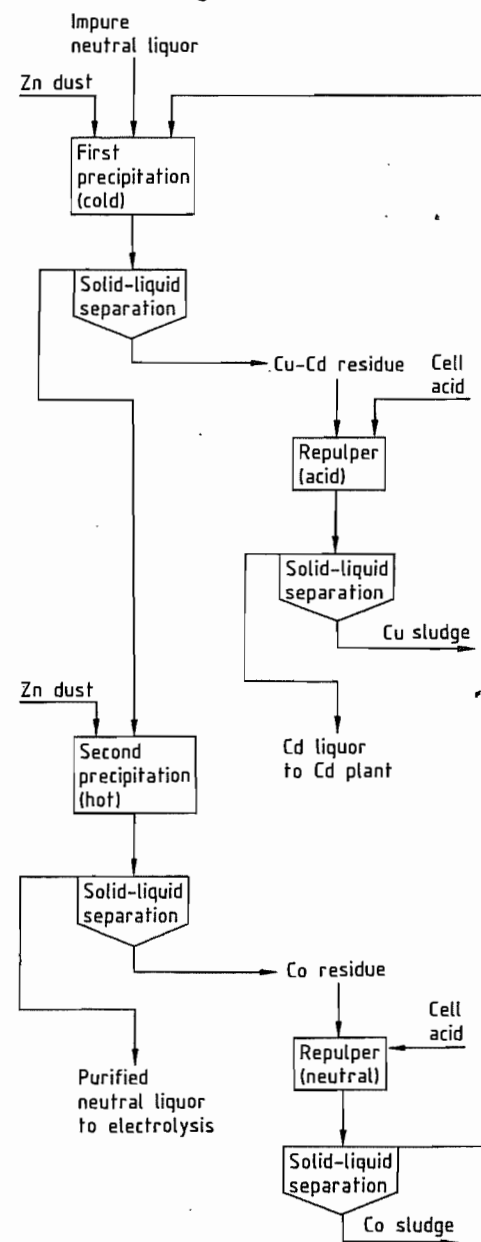 Impure
neutral liquor
Zn dust
First
precipitation
(cold)
Solid-liquid
separation
Cu-Cd residue
Cell
acid
Repulper
(acid)
Solid-liquid
separation
Cu sludge
Zn dust
Cd liquor
to Cd plant
Second
precipitation
(hot)
Solid-liquid
separation
Co residue
Cell
acid
Repulper
(neutral)
Purified
neutral liquor
to electrolysis
Solid-liquid
separation
Co sludge